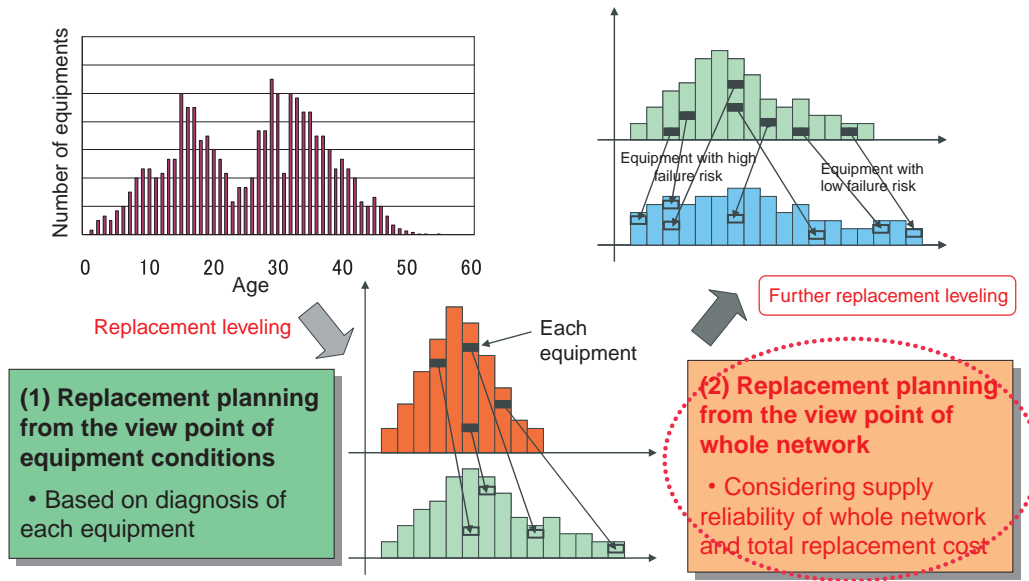 Number of equipments
0 10 20 30 40 50 60
Age
Replacement leveling
(1) Replacement planning
from the view point of
equipment conditions
• Based on diagnosis of
each equipment
Each
equipment
Equipment with high
failure risk
Equipment with
low failure risk
Further replacement leveling
(2) Replacement planning
from the view point of
whole network
• Considering supply
reliability of whole network
and total replacement cost